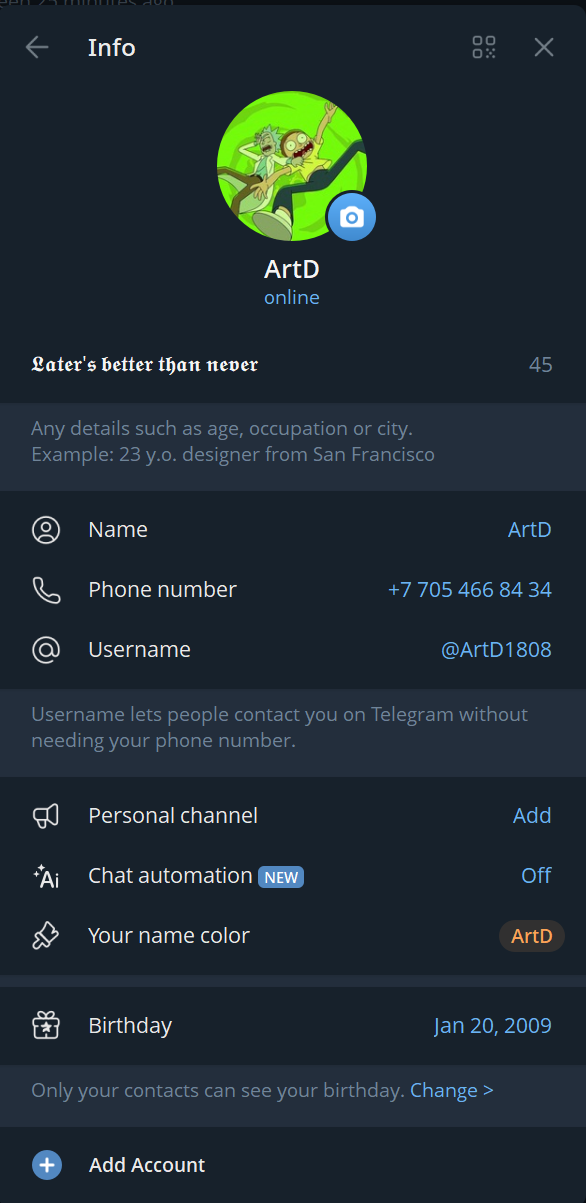 Info
ArtD
online
𝕷𝖆𝖙𝖊𝖗'𝖘 𝖇𝖊𝖙𝖙𝖊𝖗 𝖙𝖍𝖆𝖓 𝖓𝖊𝖛𝖊𝖗 45
Any details such as age, occupation or city.
Example: 23 y.o. designer from San Francisco
Name ArtD
Phone number +7 705 466 84 34
Username @ArtD1808
Username lets people contact you on Telegram without
needing your phone number.
Personal channel Add
Chat automation NEW Off
Your name color ArtD
Birthday Jan 20, 2009
Only your contacts can see your birthday. Change >
Add Account